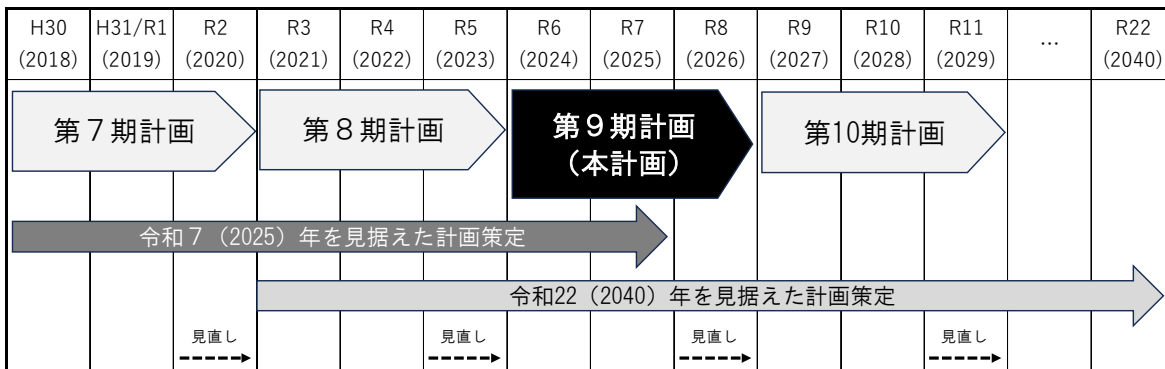 H30 H31/R1 R2 R3 R4 R5 R6 R7 R8 R9 R10 R11 … R22
(2018) (2019) (2020) (2021) (2022) (2023) (2024) (2025) (2026) (2027) (2028) (2029) (2040)
第７期計画 第８期計画 第９期計画 第10期計画
（本計画）
令和７（2025）年を見据えた計画策定
令和22（2040）年を見据えた計画策定
見直し 見直し 見直し 見直し